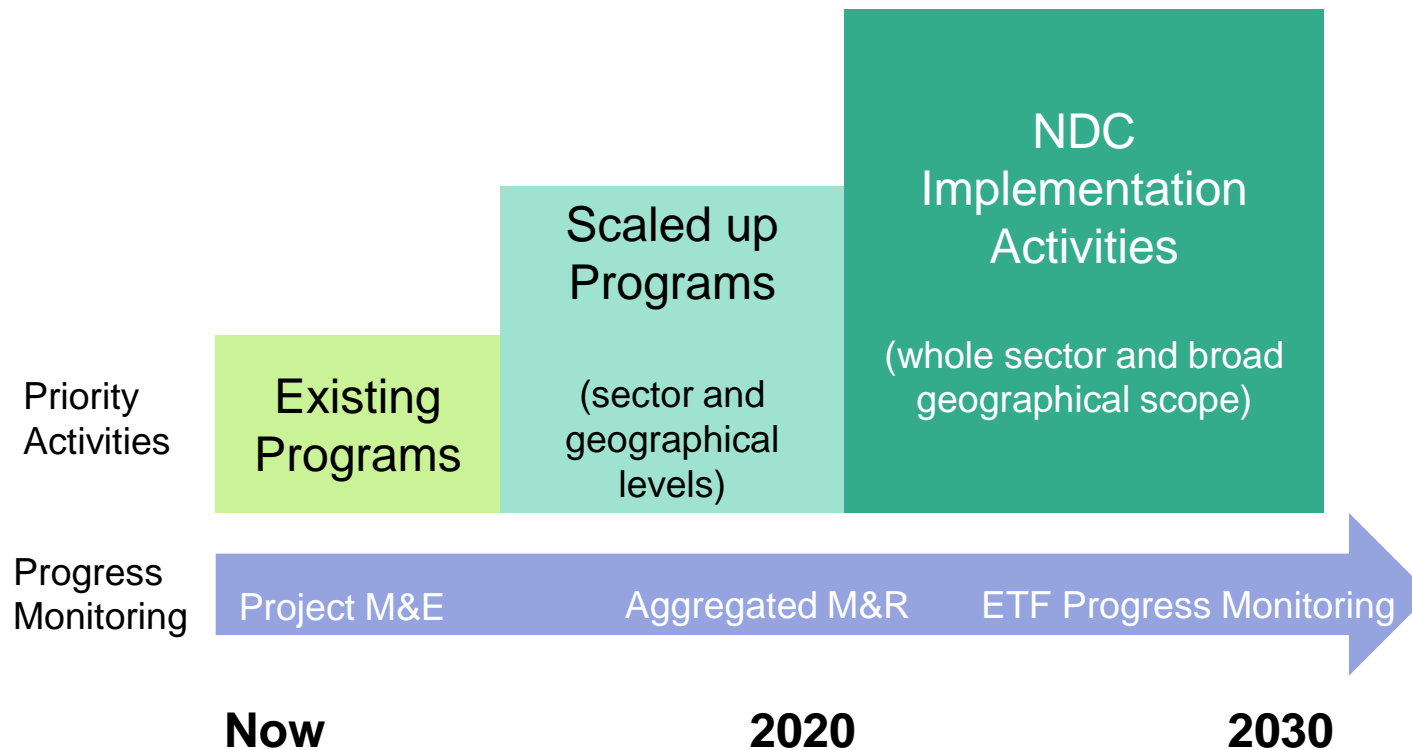 Priority
Activities
Existing
Programs
Scaled up
Programs
(sector and
geographical
levels)
NDC
Implementation
Activities
(whole sector and broad
geographical scope)
Progress
Monitoring
Project M&E
Aggregated M&R
ETF Progress Monitoring
Now
2020
2030